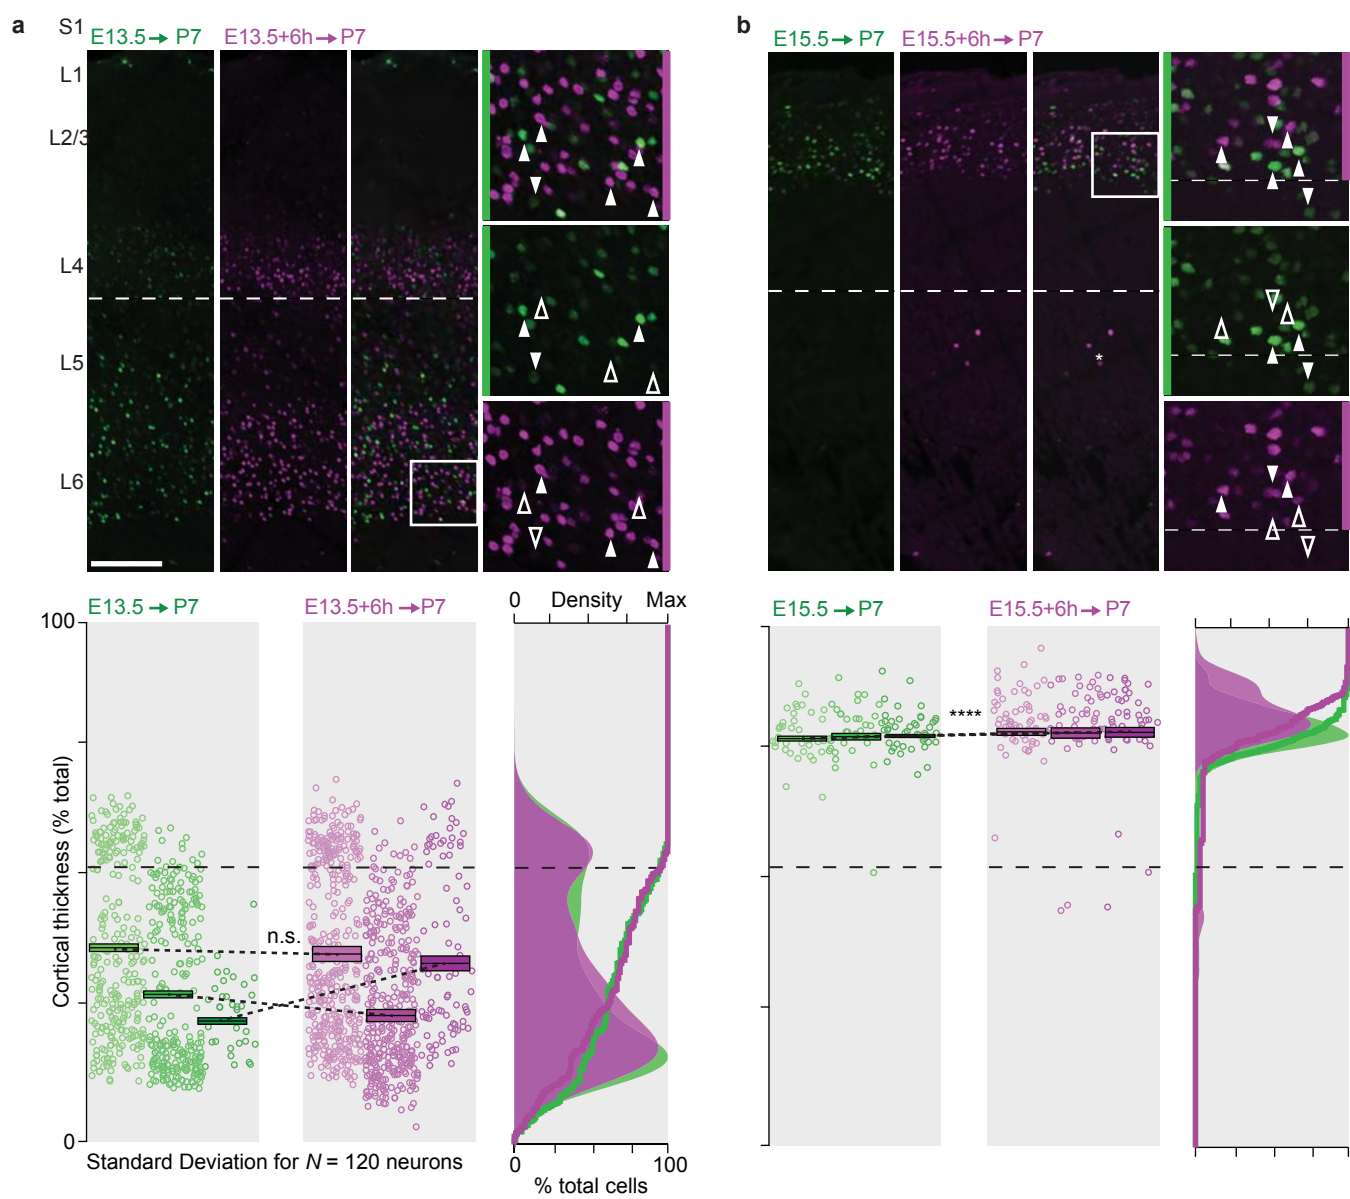 a
S1
E13.5 → P7
E13.5+6h → P7
L1
L2/3
L4
L5
L6
b
E15.5 → P7
E15.5+6h → P7
*
E13.5 → P7
E13.5+6h → P7
0 Density Max
100
Cortical thickness (% total)
n.s.
0
Standard Deviation for N = 120 neurons
0 100
% total cells
E15.5 → P7
E15.5+6h → P7
****